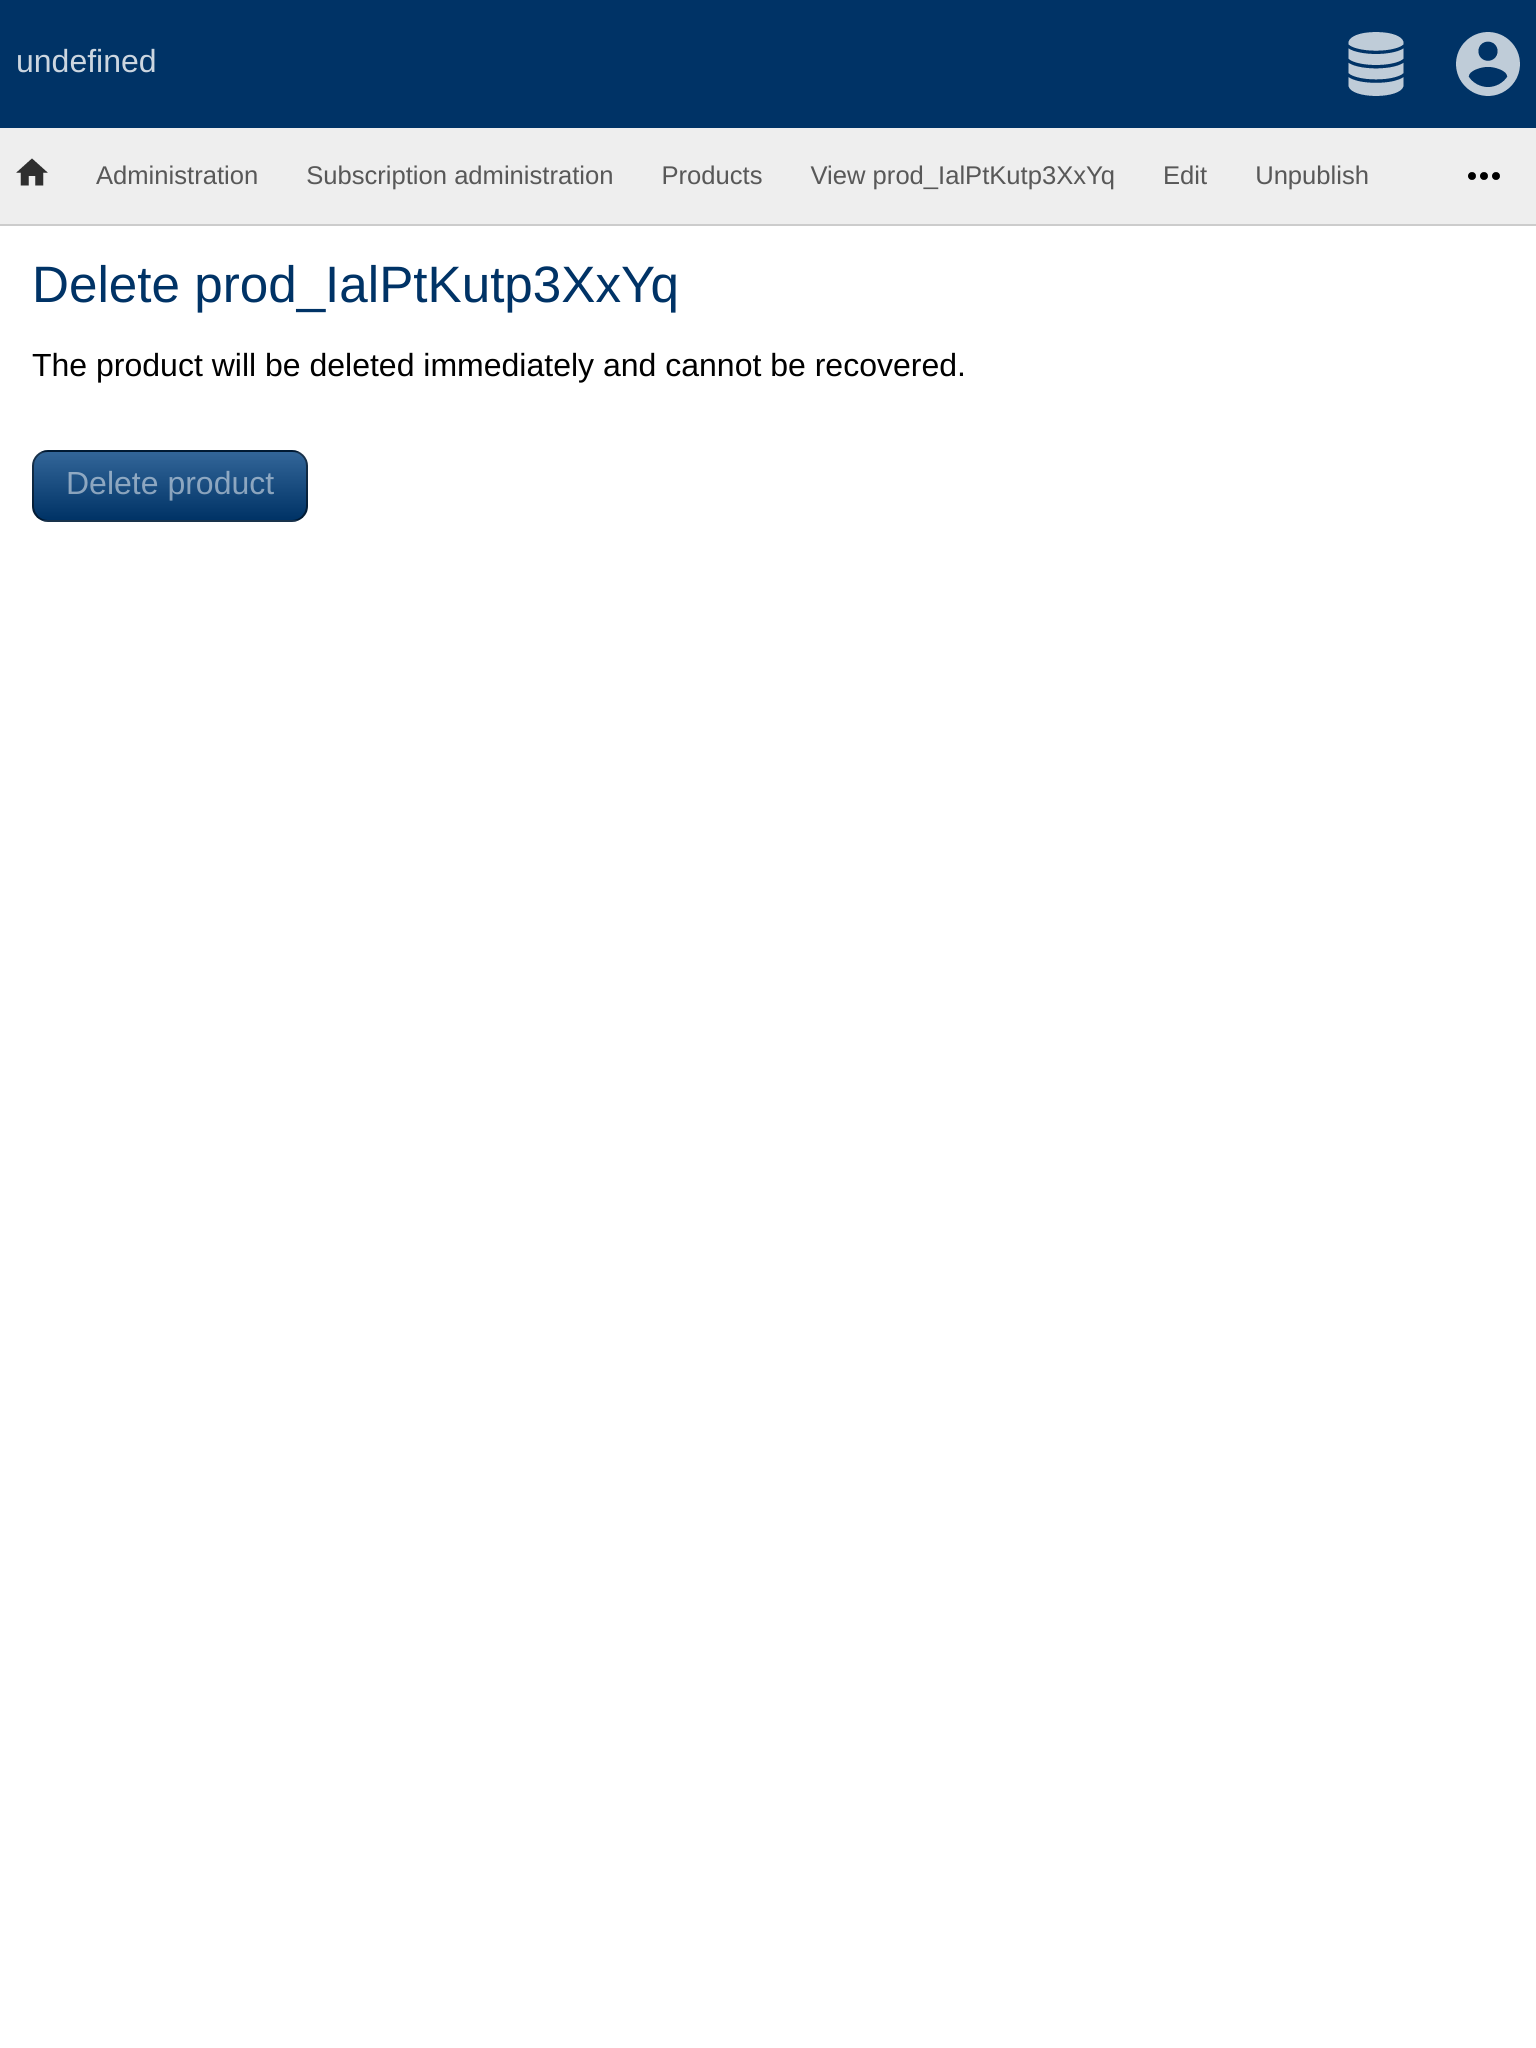 undefined
Administration Subscription administration Products View prod_IalPtKutp3XxYq Edit Unpublish
Delete prod_IalPtKutp3XxYq
The product will be deleted immediately and cannot be recovered.
Delete product